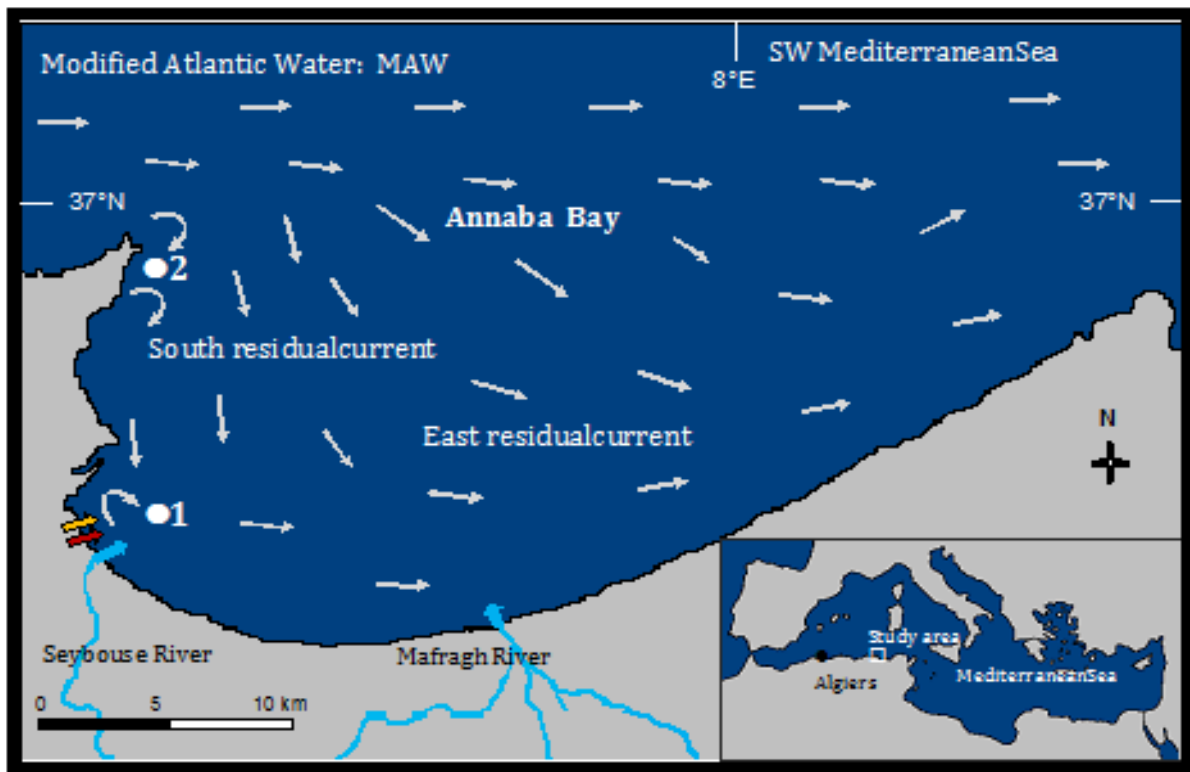 Modified Atlantic Water: MAW
SW MediterraneanSea
8°E
37°N
37°N
Annaba Bay
2
South residualcurrent
East residualcurrent
N
1
Seybouse River
Mafragh River
0 5 10 km
Study area
Algiers
MediterraneanSea